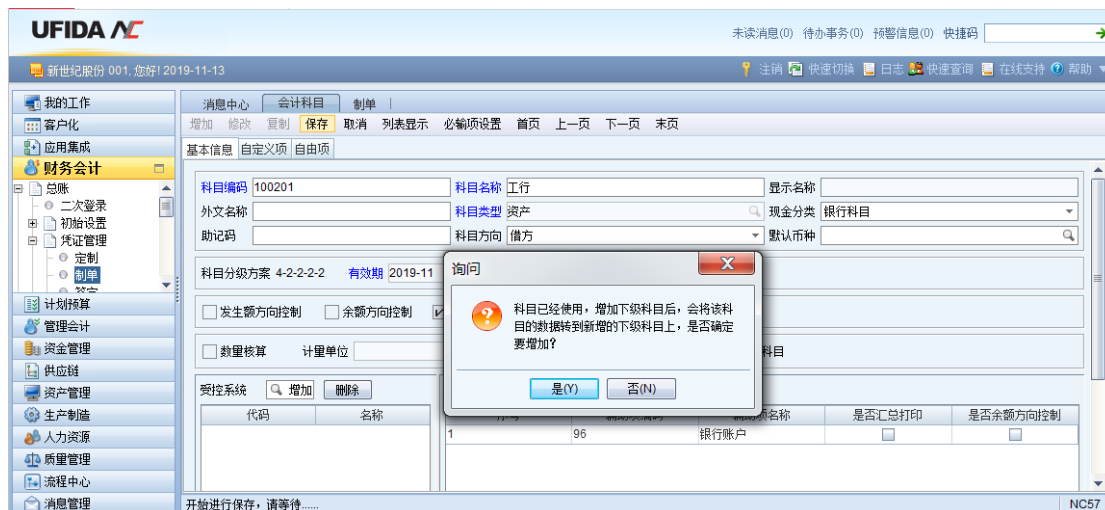 UFIDA NC
未读消息(0) 待办事务(0) 预警信息(0) 快捷码
新世纪股份 001, 您好! 2019-11-13
注销 快速切换 日志 快速查询 在线支持 帮助
我的工作
客户化
应用集成
财务会计
总账
二次登录
初始设置
凭证管理
定制
制单
计划预算
管理会计
资金管理
供应链
资产管理
生产制造
人力资源
质量管理
流程中心
消息管理
消息中心 会计科目 制单
增加 修改 复制 保存 取消 列表显示 必输项设置 首页 上一页 下一页 末页
基本信息 自定义项 自由项
科目编码 100201 科目名称 工行 显示名称
外文名称 科目类型 资产 现金分类 银行科目
助记码 科目方向 借方 默认币种
科目分级方案 4-2-2-2-2 有效期 2019-11
发生额方向控制 余额方向控制
数量核算 计量单位 科目
询问
科目已经使用，增加下级科目后，会将该科
目的数据转到新增的下级科目上，是否确定
要增加?
是(Y) 否(N)
受控系统 增加 删除
代码 名称
是否汇总打印 是否余额方向控制
1 96 银行账户
开始进行保存，请等待......
NC57